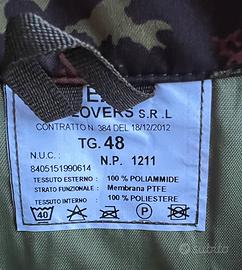 LOVERS S.R.L
CONTRATTO N. 384 DEL 18/12/2012
TG. 48
N.U.C. :
N.P. 1211
8405151990614
TESSUTO ESTERNO : 100 % POLIAMMIDE
STRATO FUNZIONALE : Membrana PTFE
TESSUTO INTERNO : 100 % POLIESTERE
40
A
P
subito